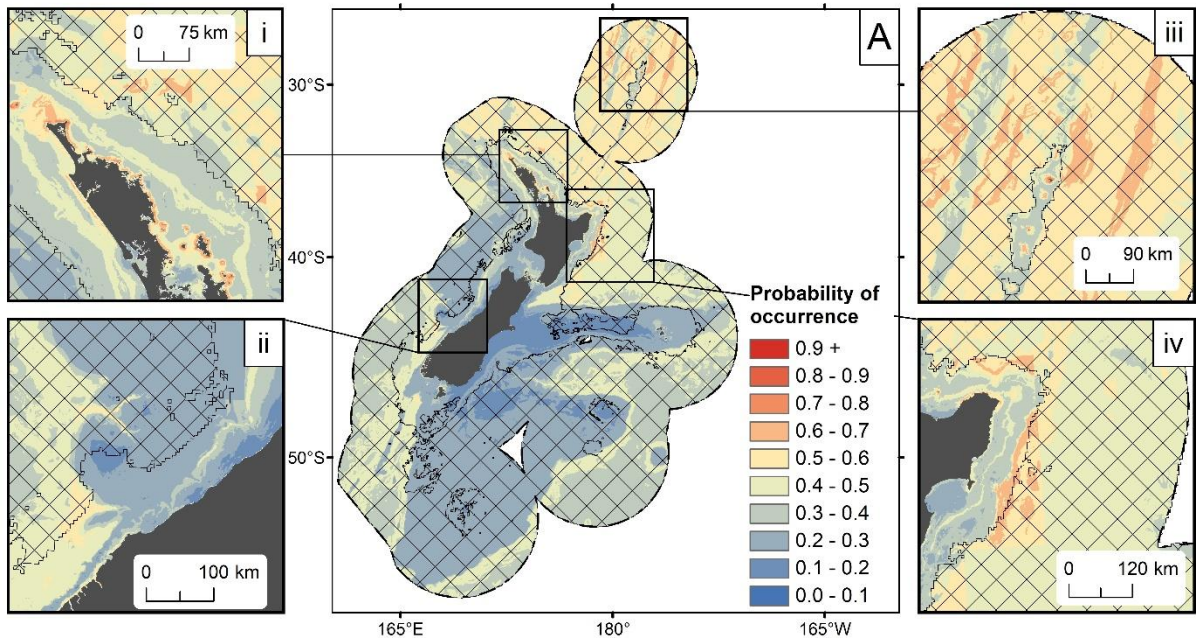 i
0 75 km
A
iii
0 90 km
30°S
40°S
50°S
165°E
180°
165°W
Probability of
occurrence
0.9 +
0.8 - 0.9
0.7 - 0.8
0.6 - 0.7
0.5 - 0.6
0.4 - 0.5
0.3 - 0.4
0.2 - 0.3
0.1 - 0.2
0.0 - 0.1
ii
0 100 km
iv
0 120 km